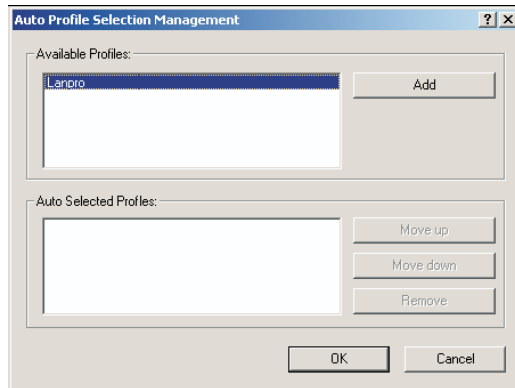 Auto Profile Selection Management
Available Profiles:
Lanpro
Add
Auto Selected Profles:
Move up
Move down
Remove
OK
Cancel